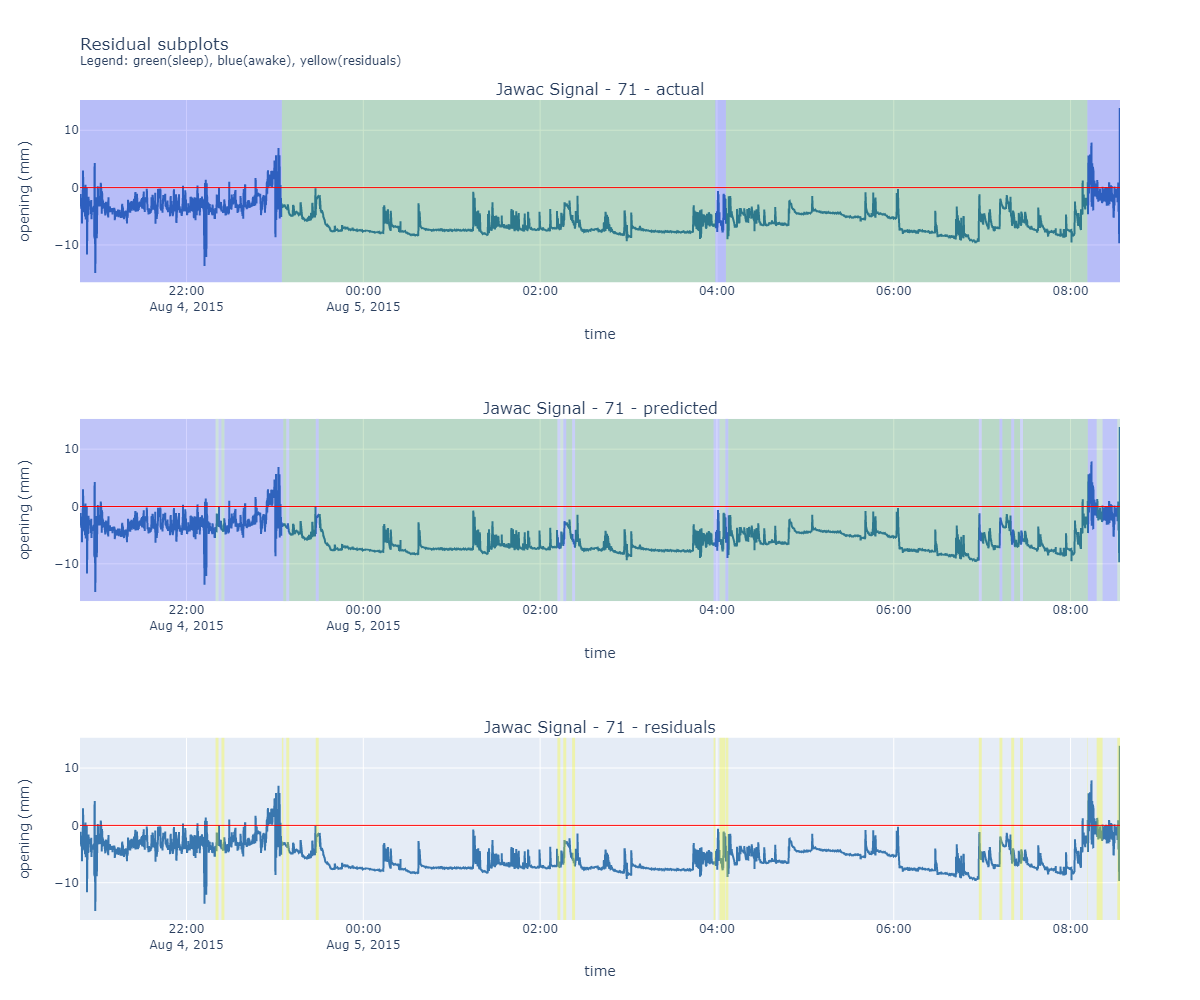 Residual subplots
Legend: green(sleep), blue(awake), yellow(residuals)
Jawac Signal - 71 - actual
10
0
−10
opening (mm)
22:00
Aug 4, 2015
00:00
Aug 5, 2015
02:00
04:00
06:00
08:00
time
Jawac Signal - 71 - predicted
10
0
−10
opening (mm)
22:00
Aug 4, 2015
00:00
Aug 5, 2015
02:00
04:00
06:00
08:00
time
Jawac Signal - 71 - residuals
10
0
−10
opening (mm)
22:00
Aug 4, 2015
00:00
Aug 5, 2015
02:00
04:00
06:00
08:00
time